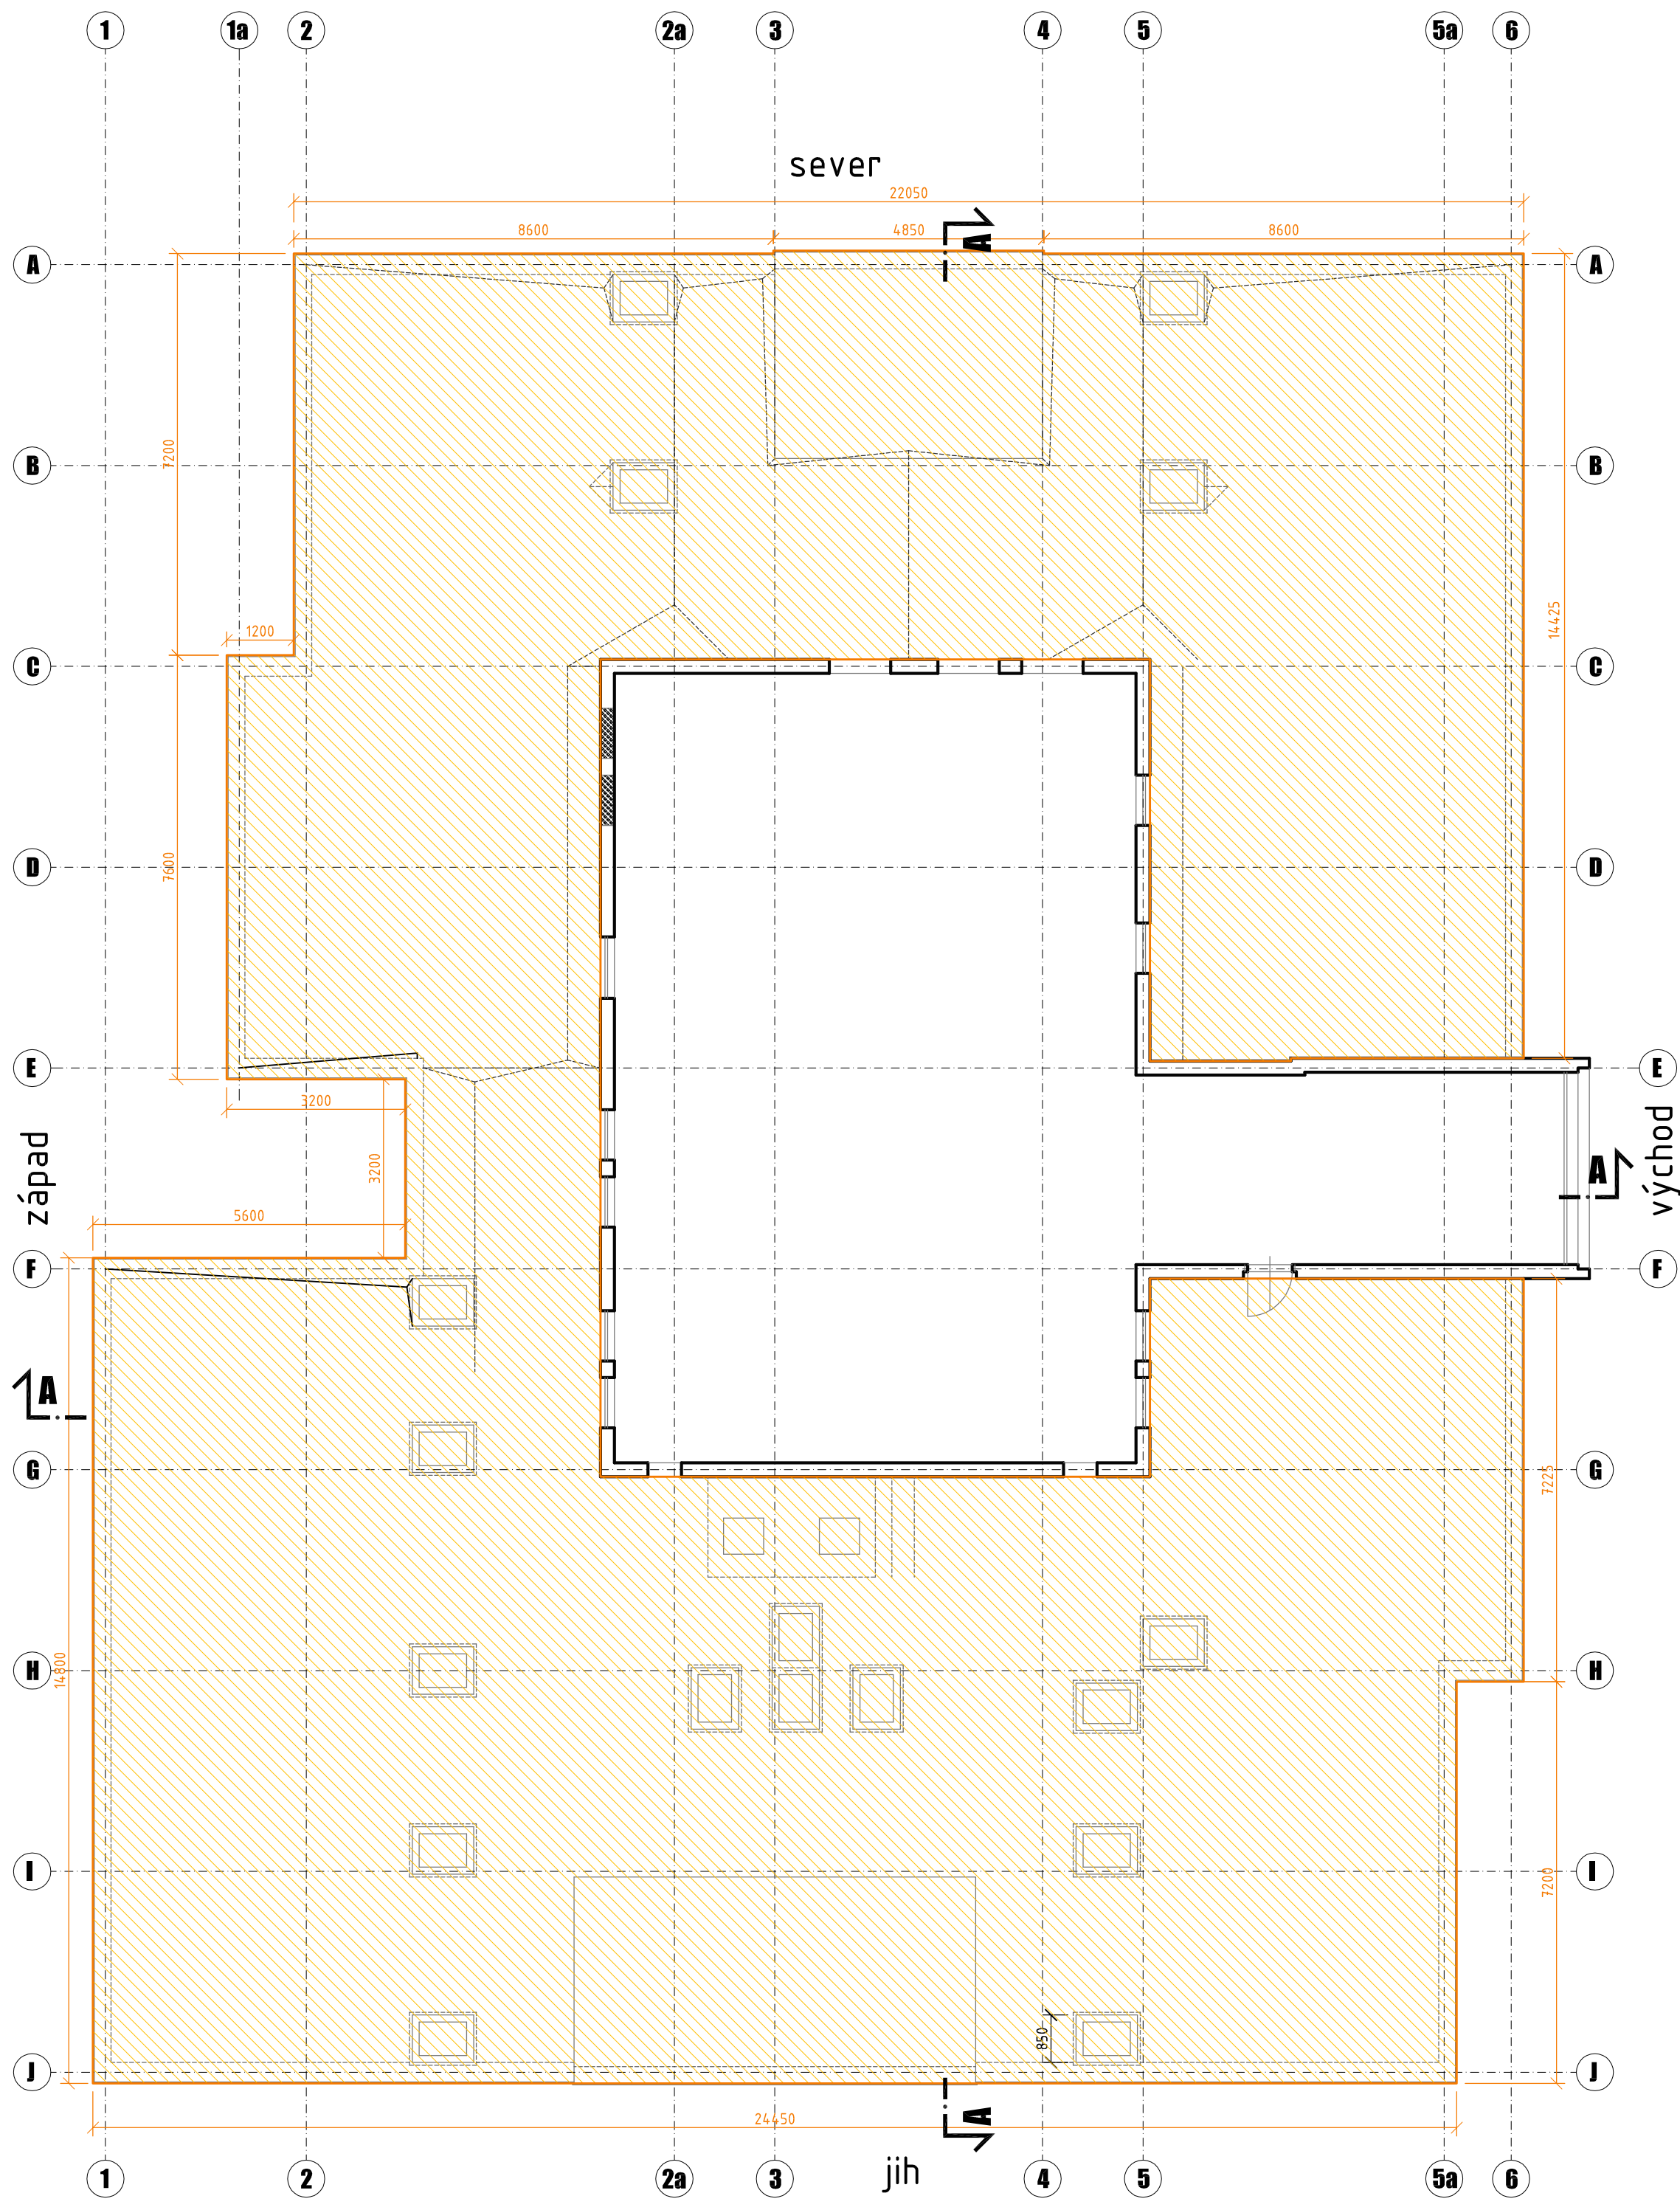 1 1a 2 2a 3 4 5 5a 6
sever
22050
8600 4850 8600
A
A A
7200
B B
14425
1200
C C
7600
D D
E E
3200
západ
3200
východ
A
5600
F F
A
G G
7225
H H
14800
I I
7200
850
J J
A
24450
jih
1 2 2a 3 4 5 5a 6